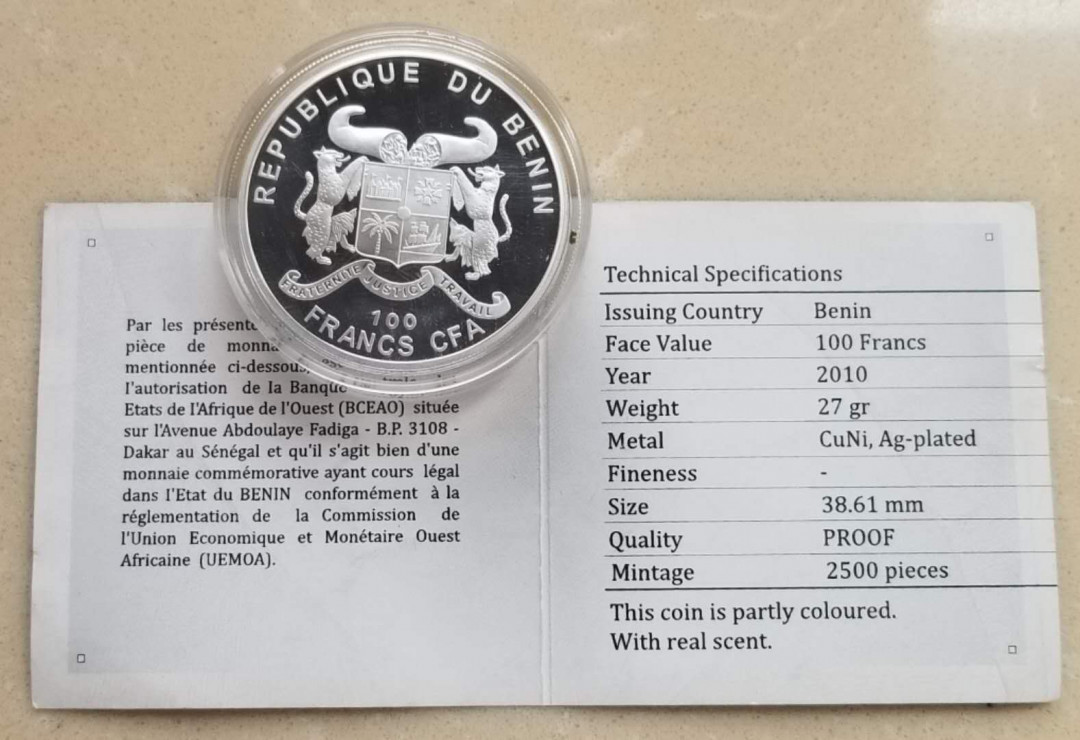 REPUBLIQUE DU BENIN
FRATERNITE JUSTICE TRAVAIL
100
FRANCS CFA
Par les
pièce de
mentionnée ci-dessous,
l'autorisation de la Banque
Etats de l'Afrique de l'Ouest (BCEAO) située
sur l'Avenue Abdoulaye Fadiga - B.P. 3108 -
Dakar au Sénégal et qu'il s'agit bien d'une
monnaie commémorative ayant cours légal
dans l'Etat du BENIN conformément à la
réglementation de la Commission de
l'Union Economique et Monétaire Ouest
Africaine (UEMOA).
Technical Specifications
Issuing Country Benin
Face Value 100 Francs
Year 2010
Weight 27 gr
Metal CuNi, Ag-plated
Fineness -
Size 38.61 mm
Quality PROOF
Mintage 2500 pieces
This coin is partly coloured.
With real scent.